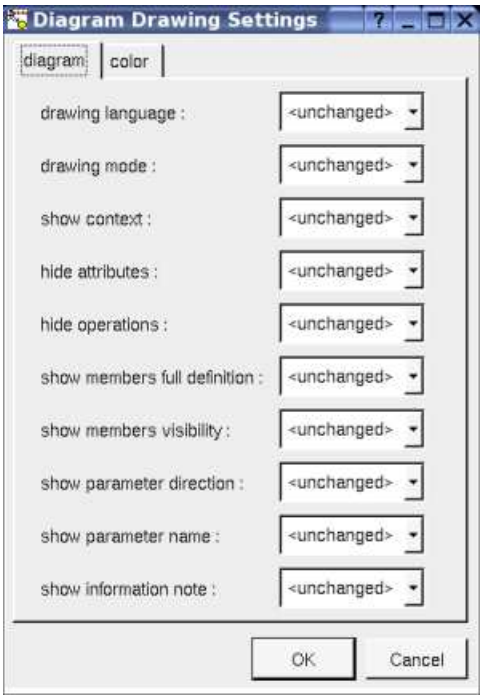 Diagram Drawing Settings ?
diagram color
drawing language : <unchanged>
drawing mode : <unchanged>
show context : <unchanged>
hide attributes : <unchanged>
hide operations : <unchanged>
show members full definition : <unchanged>
show members visibility : <unchanged>
show parameter direction : <unchanged>
show parameter name : <unchanged>
show information note : <unchanged>
OK Cancel